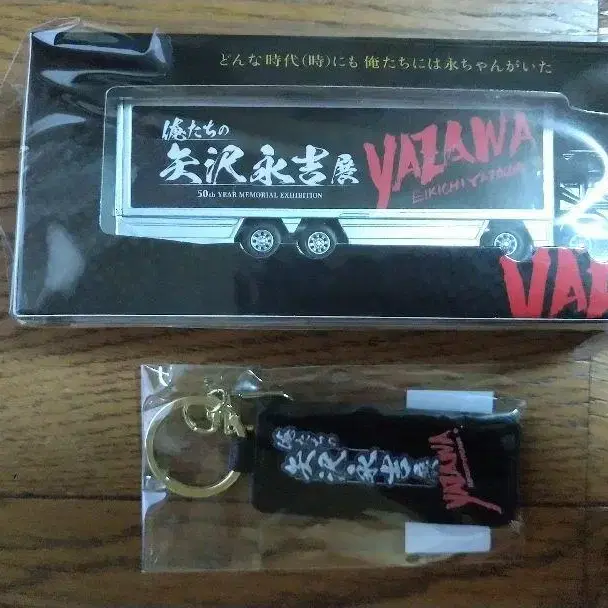 どんな時代(時)にも俺たちには永ちゃんがいた
俺たちの
矢沢永吉展
50th YEAR MEMORIAL EXHIBITION
YAZAWA
EIKICHI YAZAWA
YAZ
俺たちの
矢沢永吉展
YAZAWA